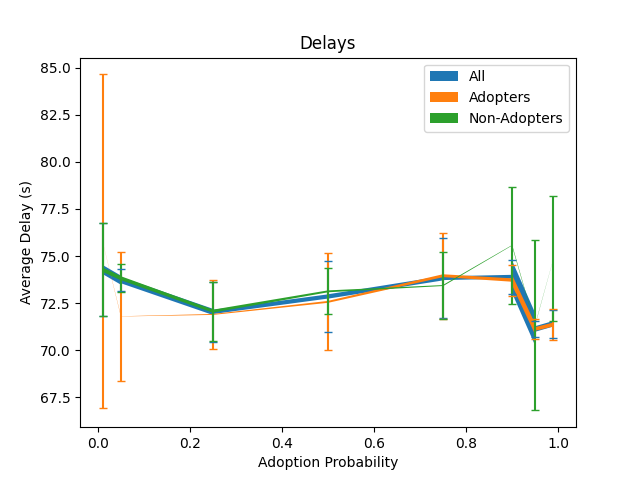 Delays
85.0
82.5
80.0
77.5
75.0
72.5
70.0
67.5
Average Delay (s)
All
Adopters
Non-Adopters
0.0 0.2 0.4 0.6 0.8 1.0
Adoption Probability